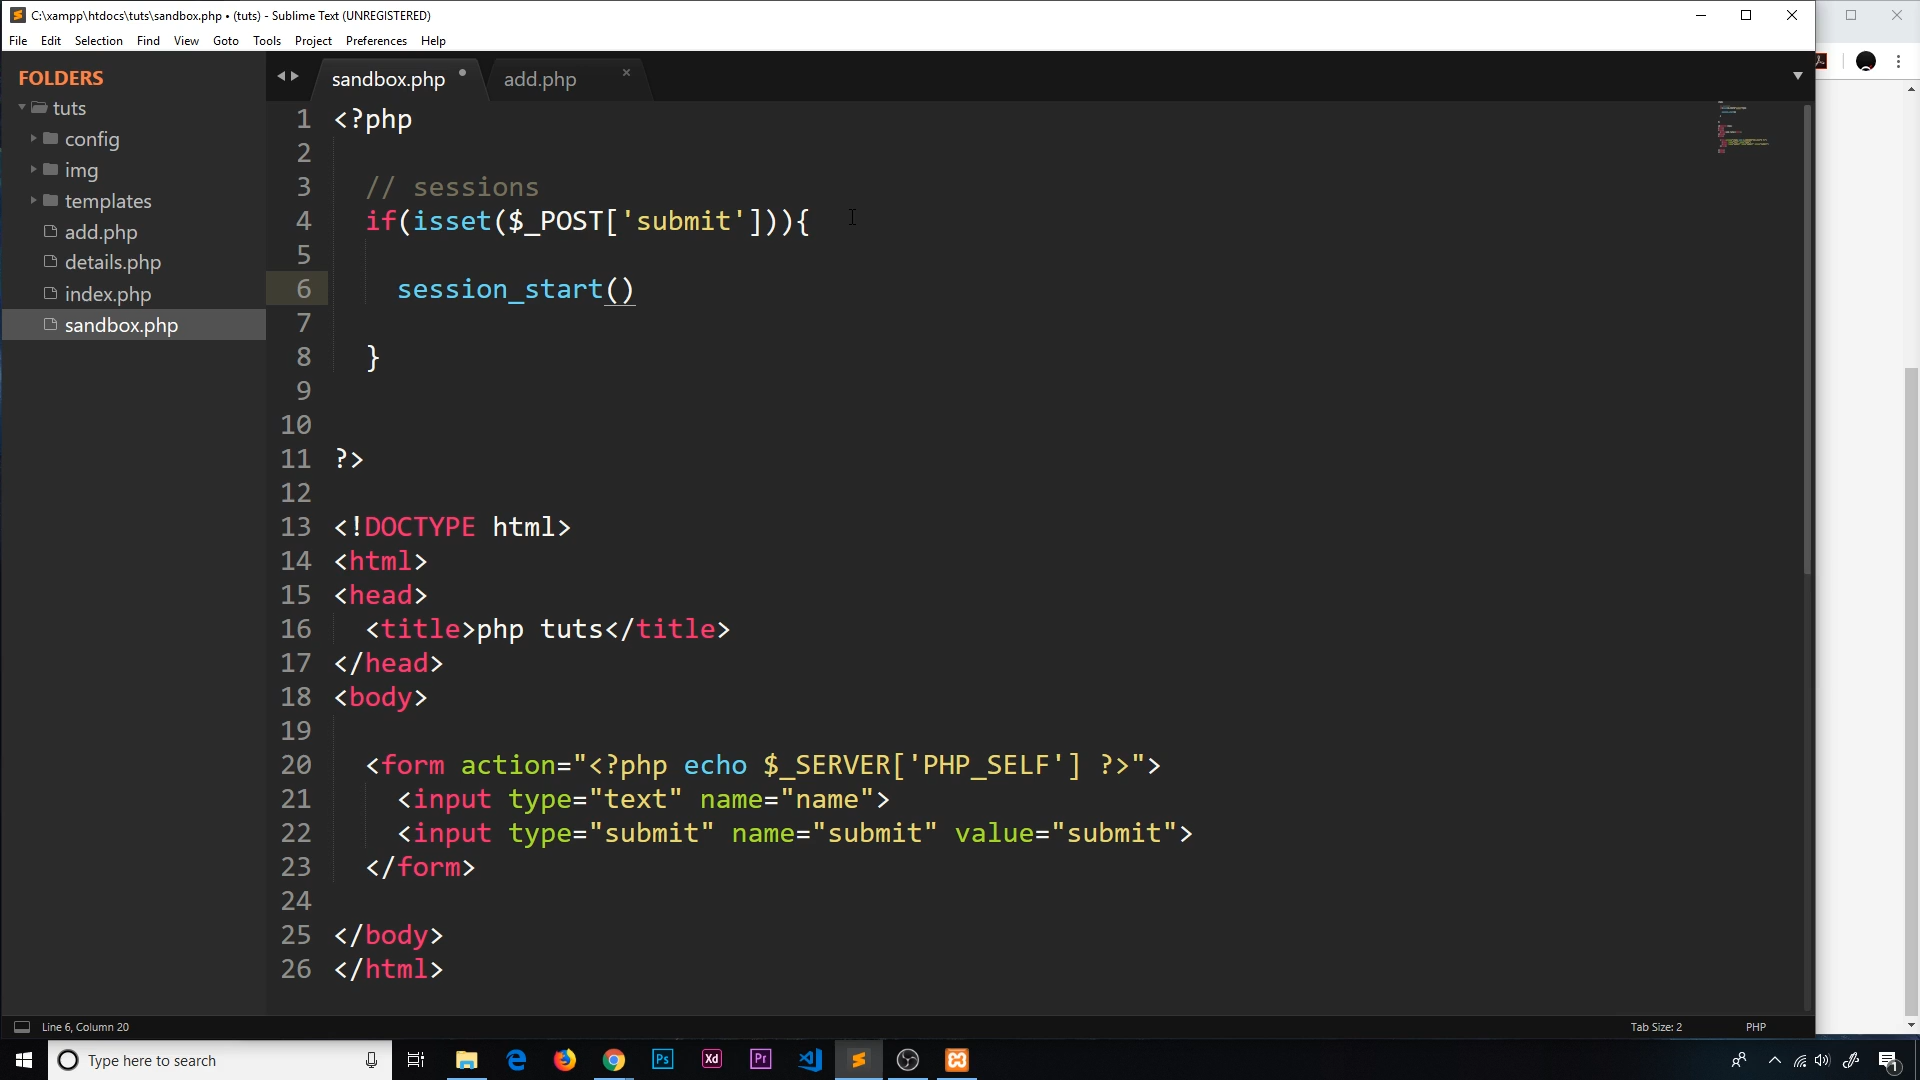 C:\xampp\htdocs\tuts\sandbox.php • (tuts) - Sublime Text (UNREGISTERED)
File Edit Selection Find View Goto Tools Project Preferences Help
FOLDERS
tuts
config
img
templates
add.php
details.php
index.php
sandbox.php
sandbox.php add.php
1 <?php
2
3 // sessions
4 if(isset($_POST['submit'])){
5
6 session_start()
7
8 }
9
10
11 ?>
12
13 <!DOCTYPE html>
14 <html>
15 <head>
16 <title>php tuts</title>
17 </head>
18 <body>
19
20 <form action="<?php echo $_SERVER['PHP_SELF'] ?>">
21 <input type="text" name="name">
22 <input type="submit" name="submit" value="submit">
23 </form>
24
25 </body>
26 </html>
Line 6, Column 20 Tab Size: 2 PHP
Type here to search Ps Xd Pr 1